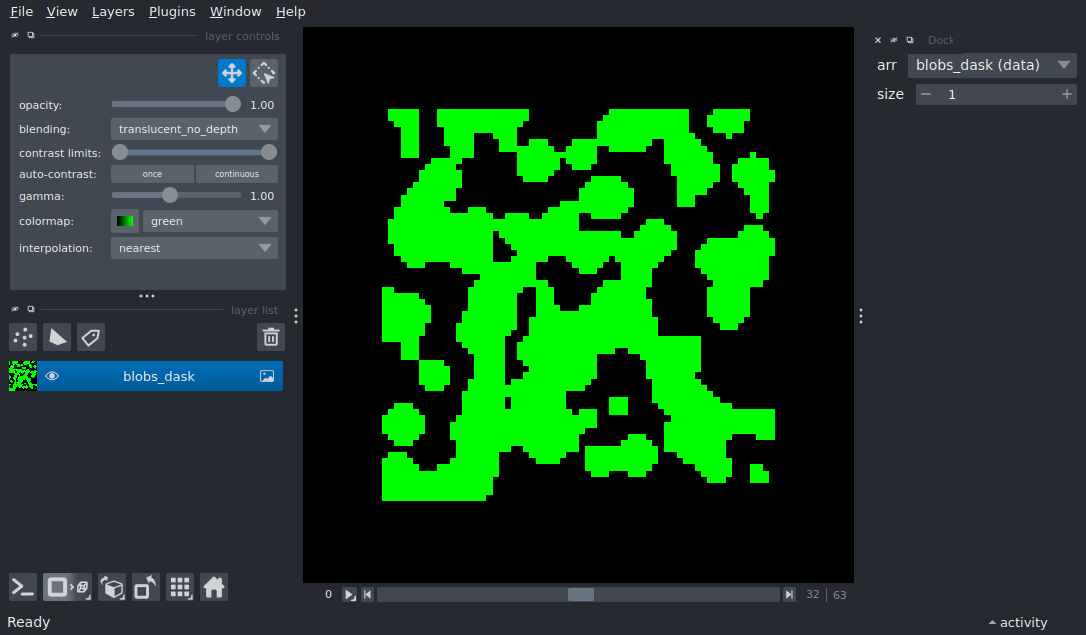 File View Layers Plugins Window Help
layer controls
opacity: 1.00
blending: translucent_no_depth
contrast limits:
auto-contrast: once continuous
gamma: 1.00
colormap: green
interpolation: nearest
layer list
blobs_dask
0 32 63
Dock
arr blobs_dask (data)
size 1
Ready
activity